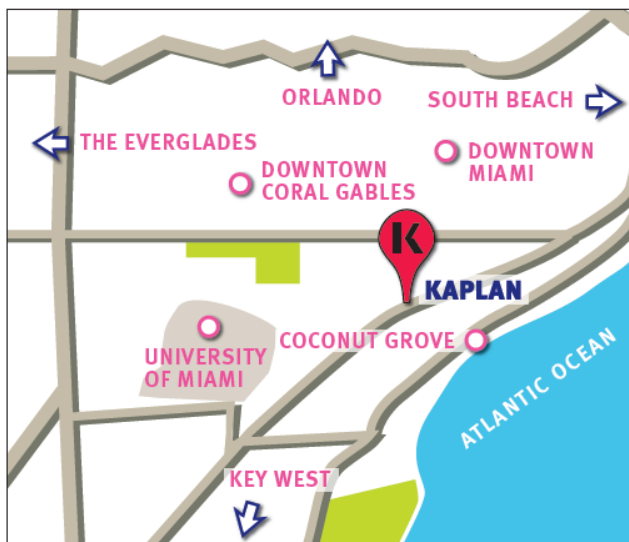 ORLANDO
SOUTH BEACH
THE EVERGLADES
DOWNTOWN
CORAL GABLES
DOWNTOWN
MIAMI
K
KAPLAN
COCONUT GROVE
UNIVERSITY
OF MIAMI
ATLANTIC OCEAN
KEY WEST